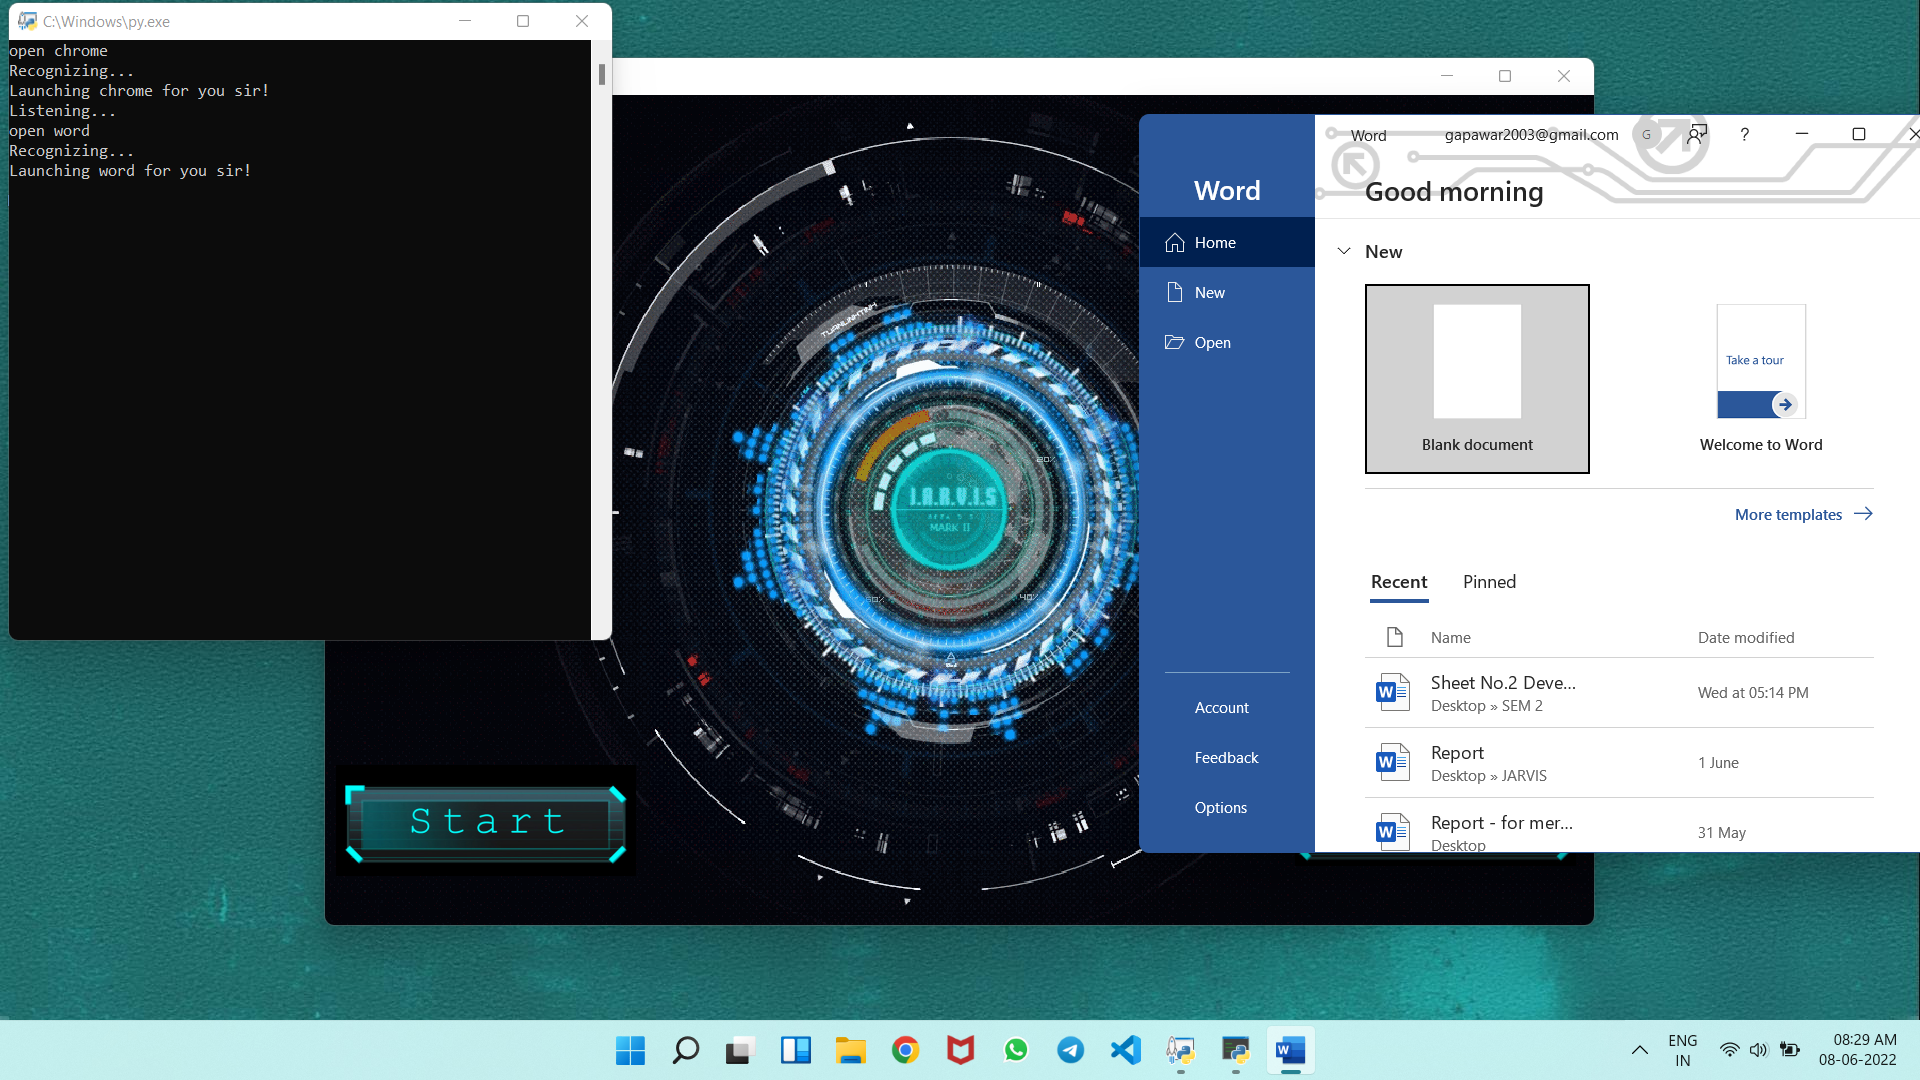 C:\Windows\py.exe
open chrome
Recognizing...
Launching chrome for you sir!
Listening...
open word
Recognizing...
Launching word for you sir!
J.A.R.V.I.S
MARK II
20%
40%
Start
Word
gapawar2003@gmail.com
G
?
Word
Good morning
Home
New
Open
Account
Feedback
Options
New
Blank document
Take a tour
Welcome to Word
More templates
Recent
Pinned
Name
Date modified
Sheet No.2 Deve...
Desktop » SEM 2
Wed at 05:14 PM
Report
Desktop » JARVIS
1 June
Report - for mer...
Desktop
31 May
ENG
IN
08:29 AM
08-06-2022